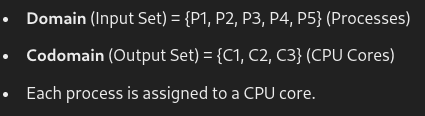 • Domain (Input Set) = {P1, P2, P3, P4, P5} (Processes)
• Codomain (Output Set) = {C1, C2, C3} (CPU Cores)
• Each process is assigned to a CPU core.